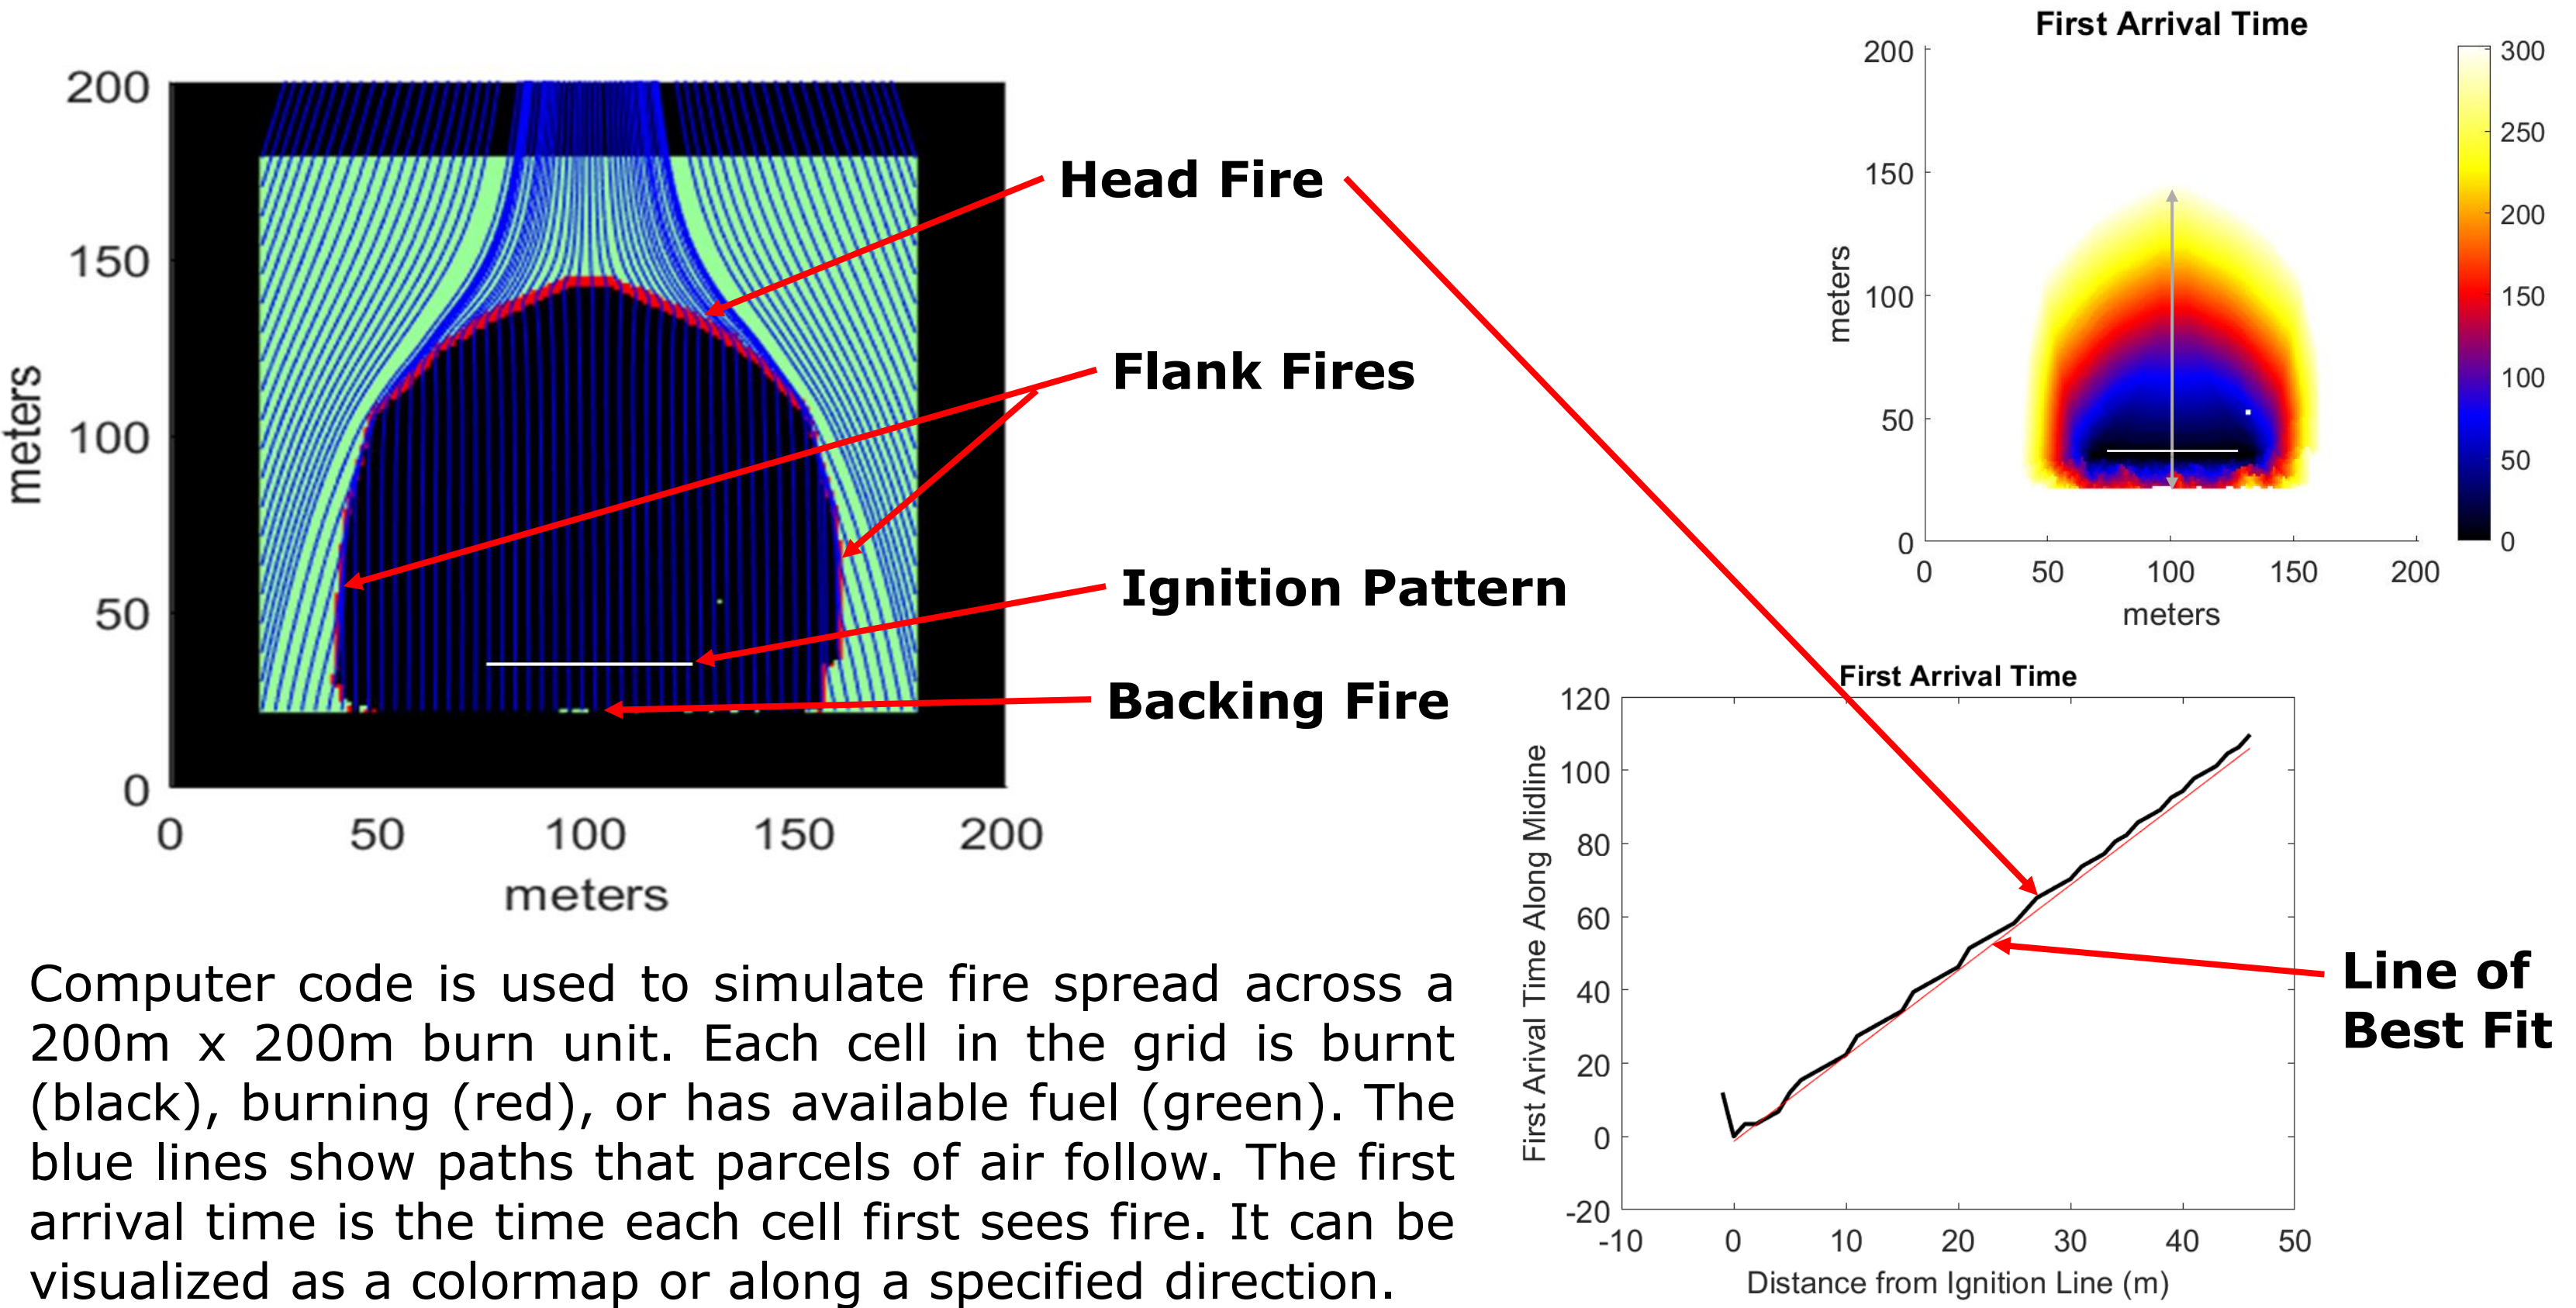 200
150
100
50
0
meters
0 50 100 150 200
meters
Head Fire
Flank Fires
Ignition Pattern
Backing Fire
First Arrival Time
200
150
100
50
0
meters
0 50 100 150 200
meters
300
250
200
150
100
50
0
First Arrival Time
120
100
80
60
40
20
0
-20
First Arival Time Along Midline
-10 0 10 20 30 40 50
Distance from Ignition Line (m)
Line of
Best Fit
Computer code is used to simulate fire spread across a
200m x 200m burn unit. Each cell in the grid is burnt
(black), burning (red), or has available fuel (green). The
blue lines show paths that parcels of air follow. The first
arrival time is the time each cell first sees fire. It can be
visualized as a colormap or along a specified direction.